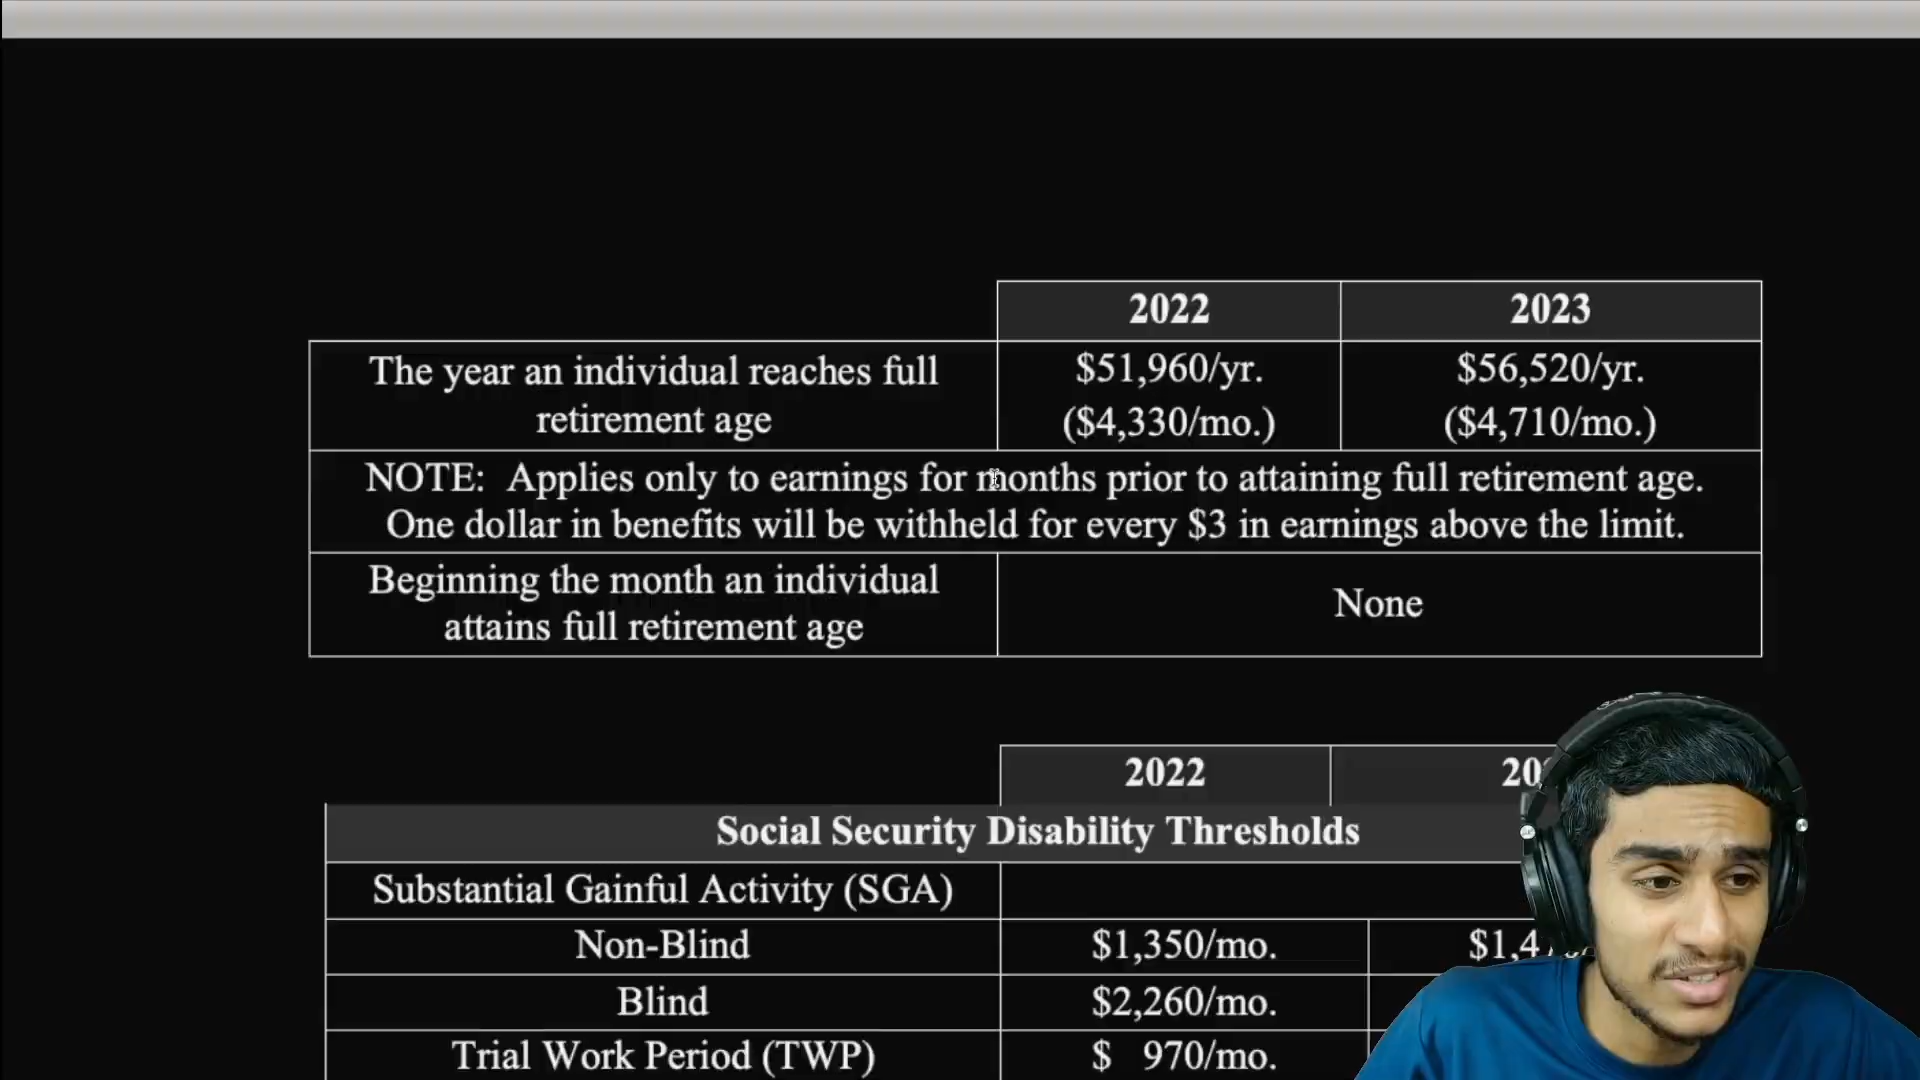 2022 2023
The year an individual reaches full
retirement age
$51,960/yr.
($4,330/mo.)
$56,520/yr.
($4,710/mo.)
NOTE: Applies only to earnings for months prior to attaining full retirement age.
One dollar in benefits will be withheld for every $3 in earnings above the limit.
Beginning the month an individual
attains full retirement age
None
2022
Social Security Disability Thresholds
Substantial Gainful Activity (SGA)
Non-Blind $1,350/mo.
Blind $2,260/mo.
Trial Work Period (TWP) $ 970/mo.